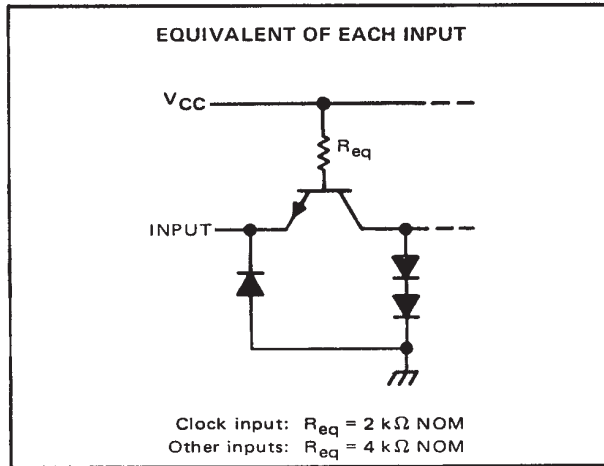 EQUIVALENT OF EACH INPUT
VCC
Req
INPUT
Clock input: Req = 2 kΩ NOM
Other inputs: Req = 4 kΩ NOM